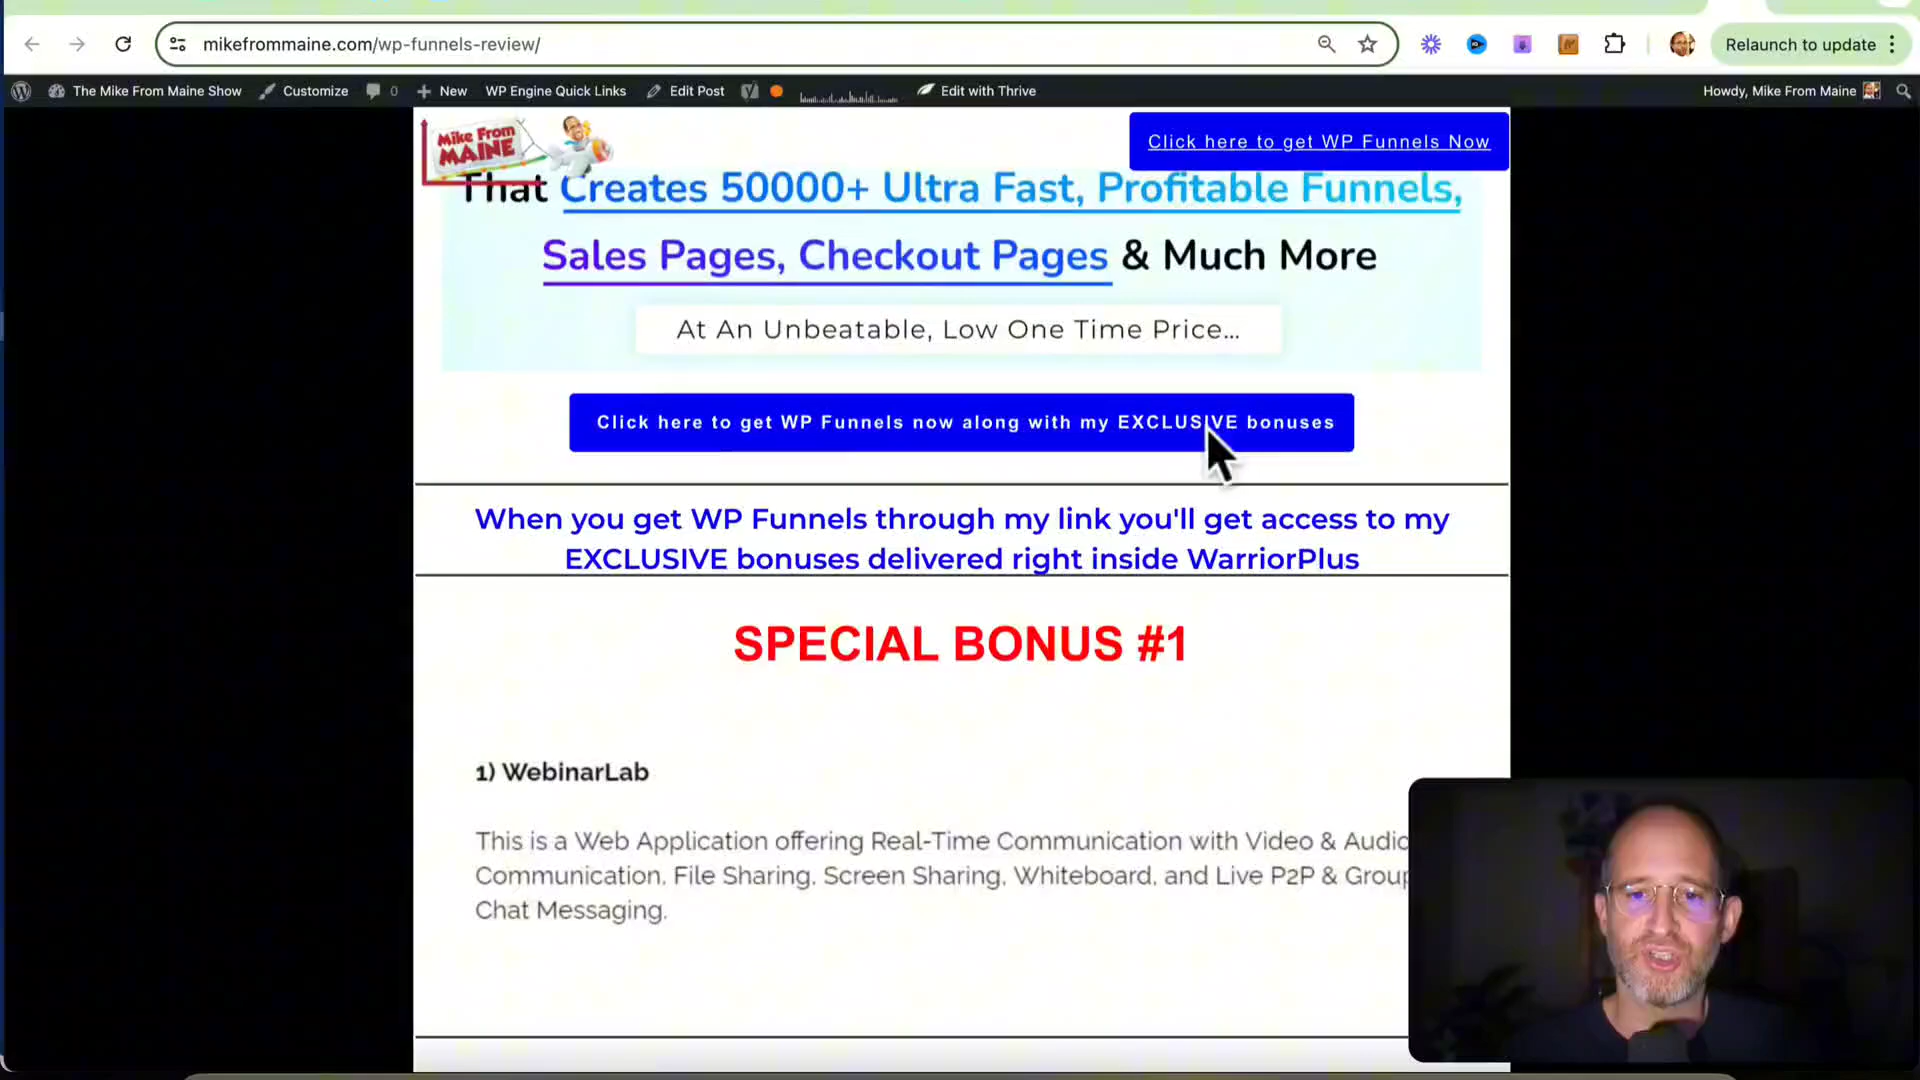 mikefrommaine.com/wp-funnels-review/
Relaunch to update
The Mike From Maine Show
Customize
0
New
WP Engine Quick Links
Edit Post
Edit with Thrive
Howdy, Mike From Maine
Mike From
MAINE
Click here to get WP Funnels Now
That Creates 50000+ Ultra Fast, Profitable Funnels,
Sales Pages, Checkout Pages & Much More
At An Unbeatable, Low One Time Price...
Click here to get WP Funnels now along with my EXCLUSIVE bonuses
When you get WP Funnels through my link you'll get access to my
EXCLUSIVE bonuses delivered right inside WarriorPlus
SPECIAL BONUS #1
1) WebinarLab
This is a Web Application offering Real-Time Communication with Video & Audio
Communication, File Sharing, Screen Sharing, Whiteboard, and Live P2P & Group
Chat Messaging.